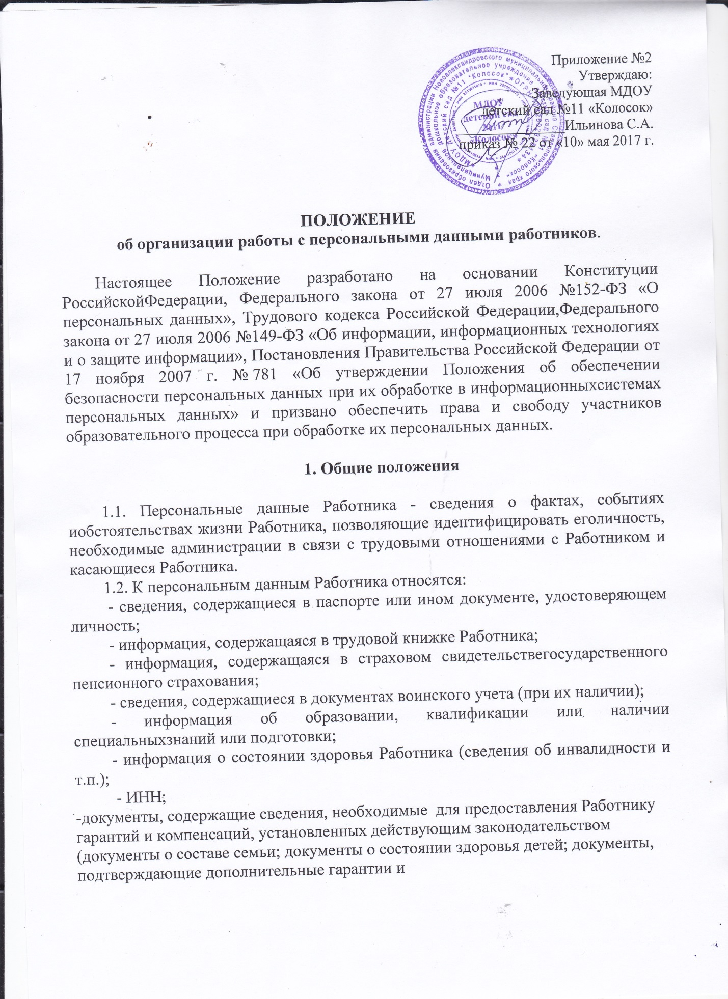 Приложение №2
Утверждаю:
Заведующая МДОУ
детский сад №11 «Колосок»
Ильинова С.А.
приказ № 22 от «10» мая 2017 г.
МДОУ
детский сад
№11
«Колосок»
ПОЛОЖЕНИЕ
об организации работы с персональными данными работников.
Настоящее Положение разработано на основании Конституции
РоссийскойФедерации, Федерального закона от 27 июля 2006 №152-ФЗ «О
персональных данных», Трудового кодекса Российской Федерации,Федерального
закона от 27 июля 2006 №149-ФЗ «Об информации, информационных технологиях
и о защите информации», Постановления Правительства Российской Федерации от
17 ноября 2007 г. № 781 «Об утверждении Положения об обеспечении
безопасности персональных данных при их обработке в информационныхсистемах
персональных данных» и призвано обеспечить права и свободу участников
образовательного процесса при обработке их персональных данных.
1. Общие положения
1.1. Персональные данные Работника - сведения о фактах, событиях
иобстоятельствах жизни Работника, позволяющие идентифицировать еголичность,
необходимые администрации в связи с трудовыми отношениями с Работником и
касающиеся Работника.
1.2. К персональным данным Работника относятся:
- сведения, содержащиеся в паспорте или ином документе, удостоверяющем
личность;
- информация, содержащаяся в трудовой книжке Работника;
- информация, содержащаяся в страховом свидетельствегосударственного
пенсионного страхования;
- сведения, содержащиеся в документах воинского учета (при их наличии);
- информация об образовании, квалификации или наличии
специальныхзнаний или подготовки;
- информация о состоянии здоровья Работника (сведения об инвалидности и
т.п.);
- ИНН;
-документы, содержащие сведения, необходимые для предоставления Работнику
гарантий и компенсаций, установленных действующим законодательством
(документы о составе семьи; документы о состоянии здоровья детей; документы,
подтверждающие дополнительные гарантии и